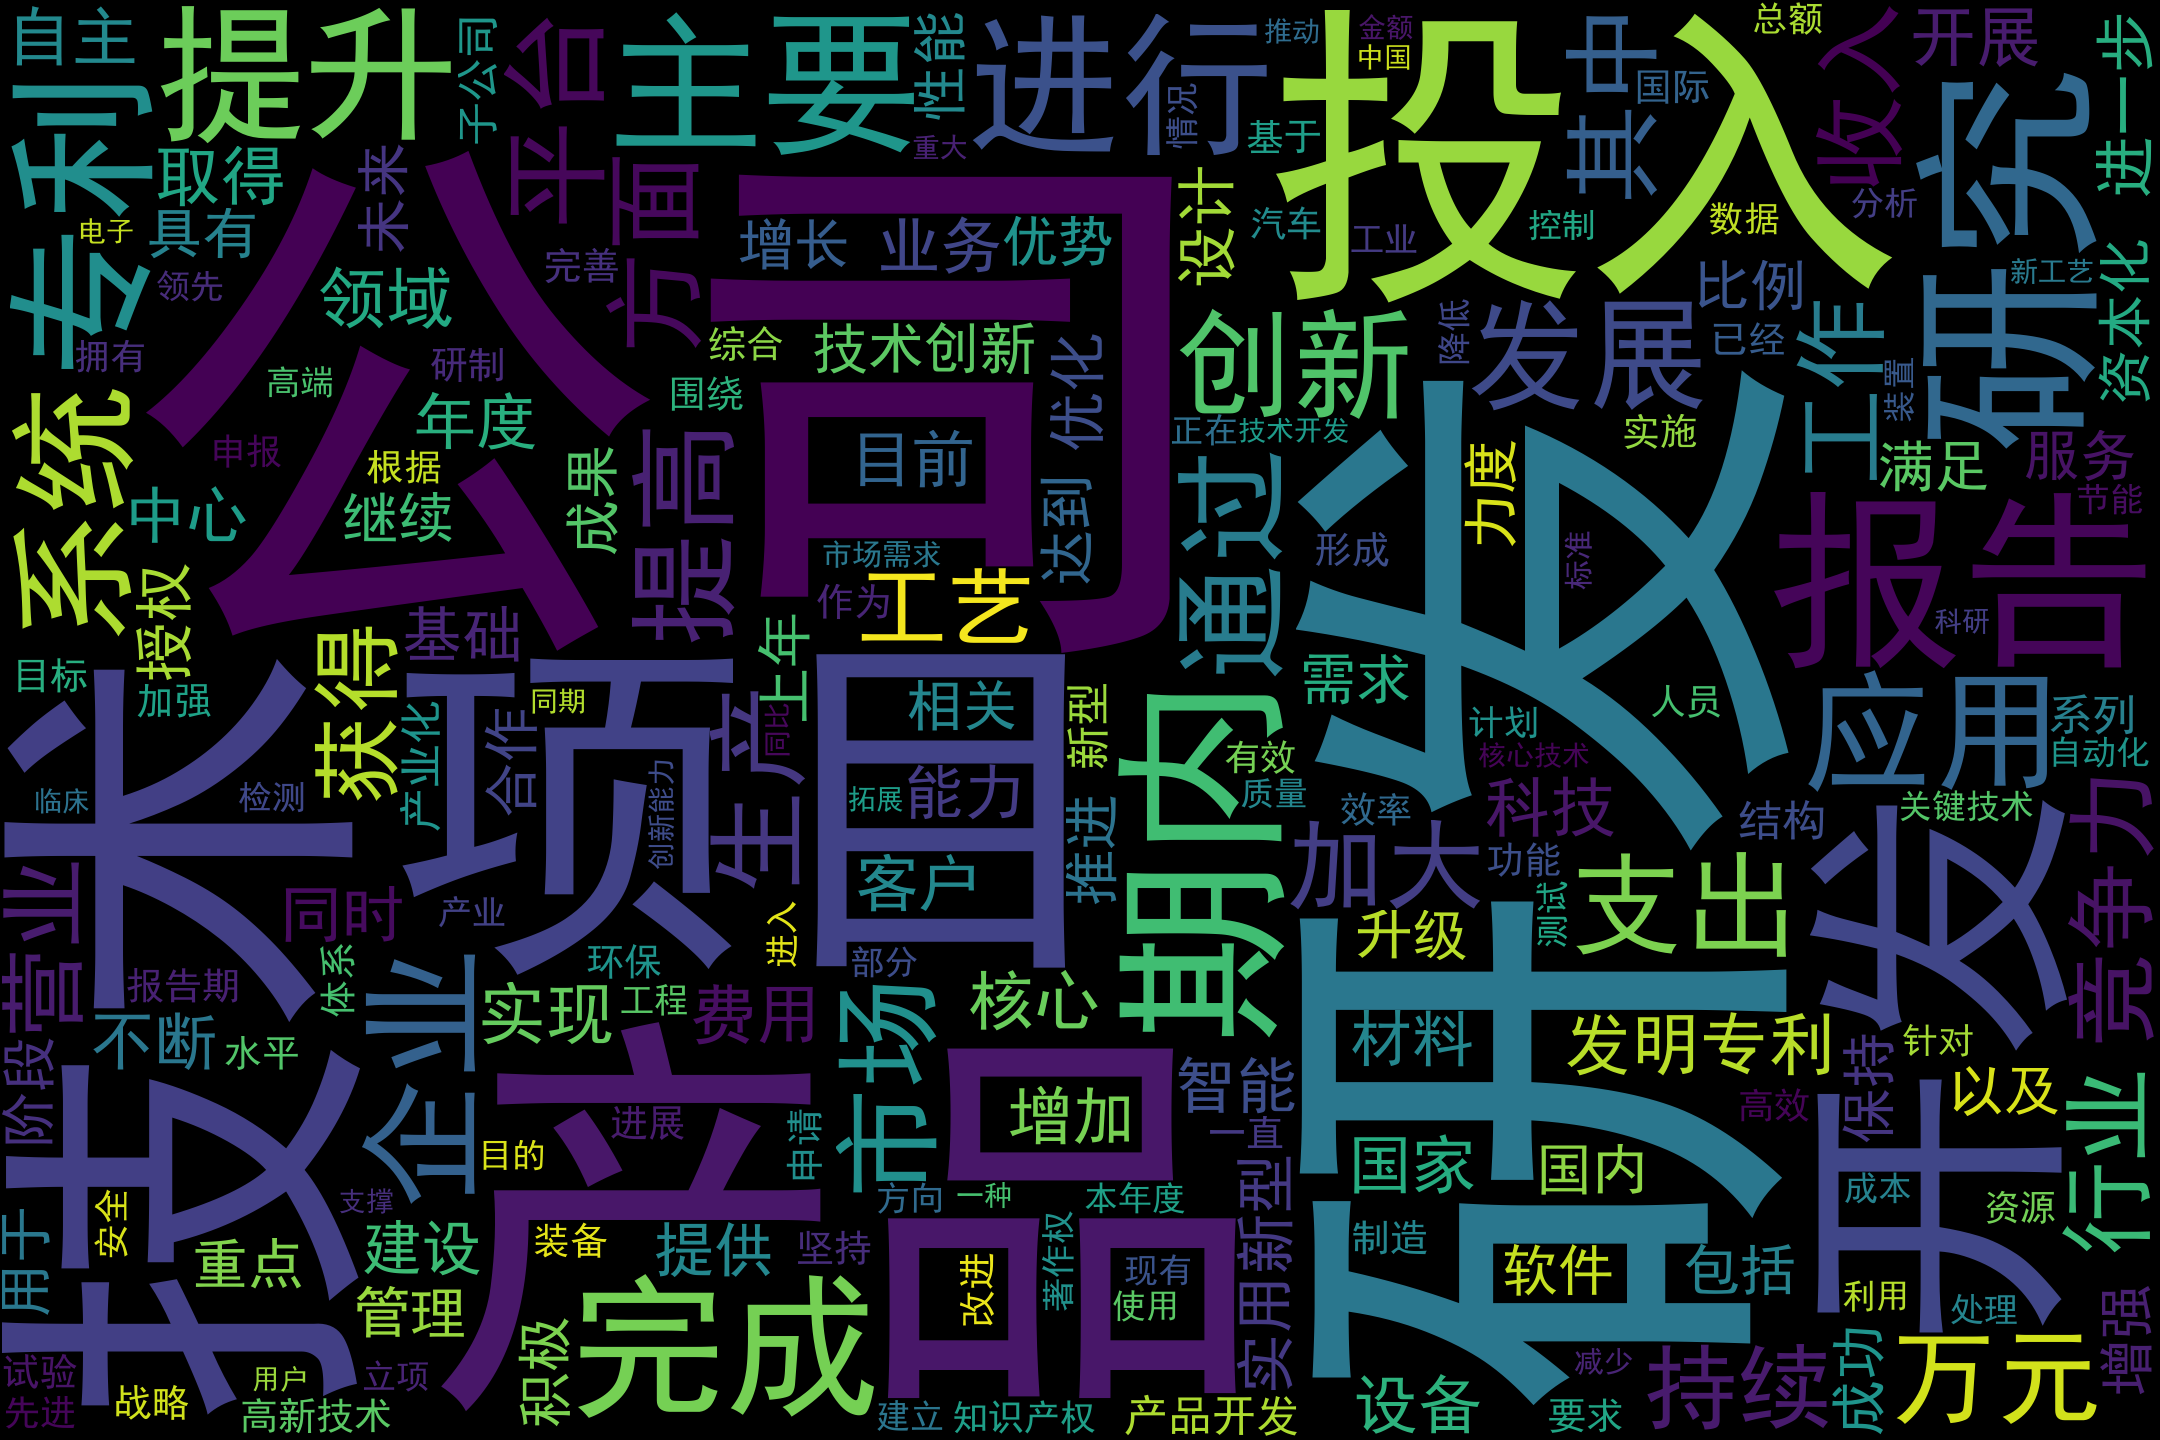 自主
提升
子公司
平台
主要
性能
进行
推动
金额
中国
投入
其中
国际
总额
收入
开展
进一步
专利
取得
未来
方面
重大
情况
基于
设计
研究
电子
具有
领先
领域
完善
增长
业务
优势
汽车
工业
控制
数据
分析
新工艺
公司
拥有
高端
研制
综合
技术创新
围绕
优化
创新
降低
发展
比例
已经
工作
装置
资本化
系统
申报
年度
根据
继续
成果
提高
目前
达到
正在
技术开发
通过
力度
实施
满足
服务
节能
中心
授权
市场需求
作为
工艺
形成
标准
研发
报告
科研
目标
加强
基础
获得
项目
同期
上年
同比
相关
新型
需求
有效
计划
人员
应用
系列
自动化
核心技术
技术
产业化
合作
创新能力
生产
拓展
能力
期内
质量
效率
科技
结构
关键技术
竞争力
临床
检测
产业
客户
推进
加大
功能
开发
营业
同时
体系
环保
进入
部分
升级
测试
支出
报告期
企业
实现
工程
费用
市场
核心
材料
发明专利
针对
保持
不断
水平
阶段
进展
产品
增加
智能
一直
高效
以及
行业
目的
申请
国家
国内
用于
安全
支撑
方向
一种
本年度
成本
资源
重点
建设
装备
提供
坚持
改进
著作权
现有
使用
实用新型
制造
软件
包括
利用
处理
增强
管理
完成
试验
先进
战略
用户
高新技术
立项
积极
建立
知识产权
产品开发
设备
要求
减少
持续
成功
万元